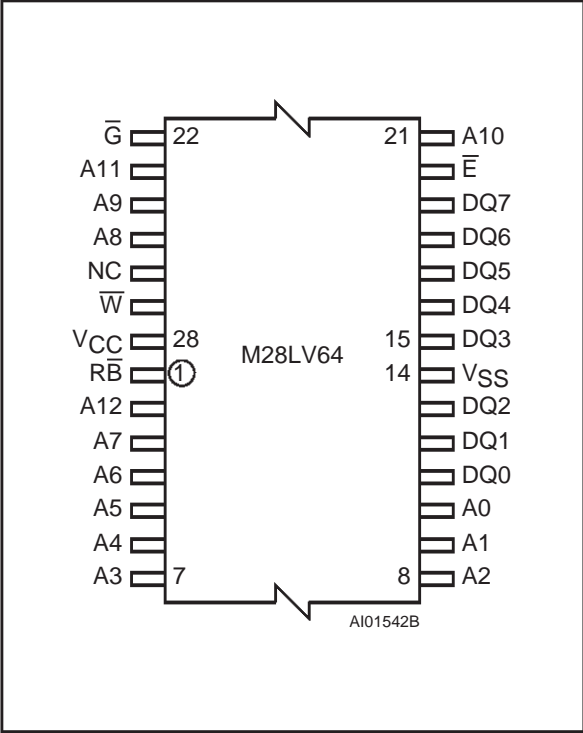 G̅ 22 21 A10
A11 E̅
A9 DQ7
A8 DQ6
NC DQ5
W̅ DQ4
VCC 28 15 DQ3
M28LV64
RB̅ 1 14 VSS
A12 DQ2
A7 DQ1
A6 DQ0
A5 A0
A4 A1
A3 7 8 A2
AI01542B